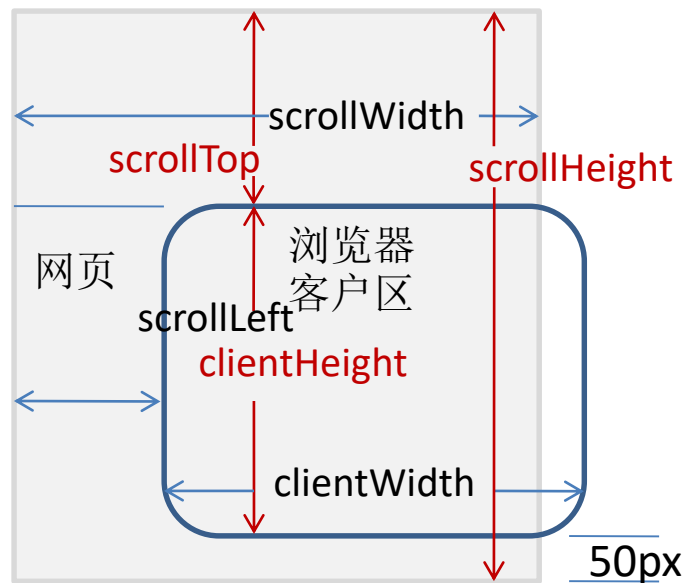 scrollWidth
scrollTop
scrollHeight
浏览器
客户区
网页
scrollLeft
clientHeight
clientWidth
50px